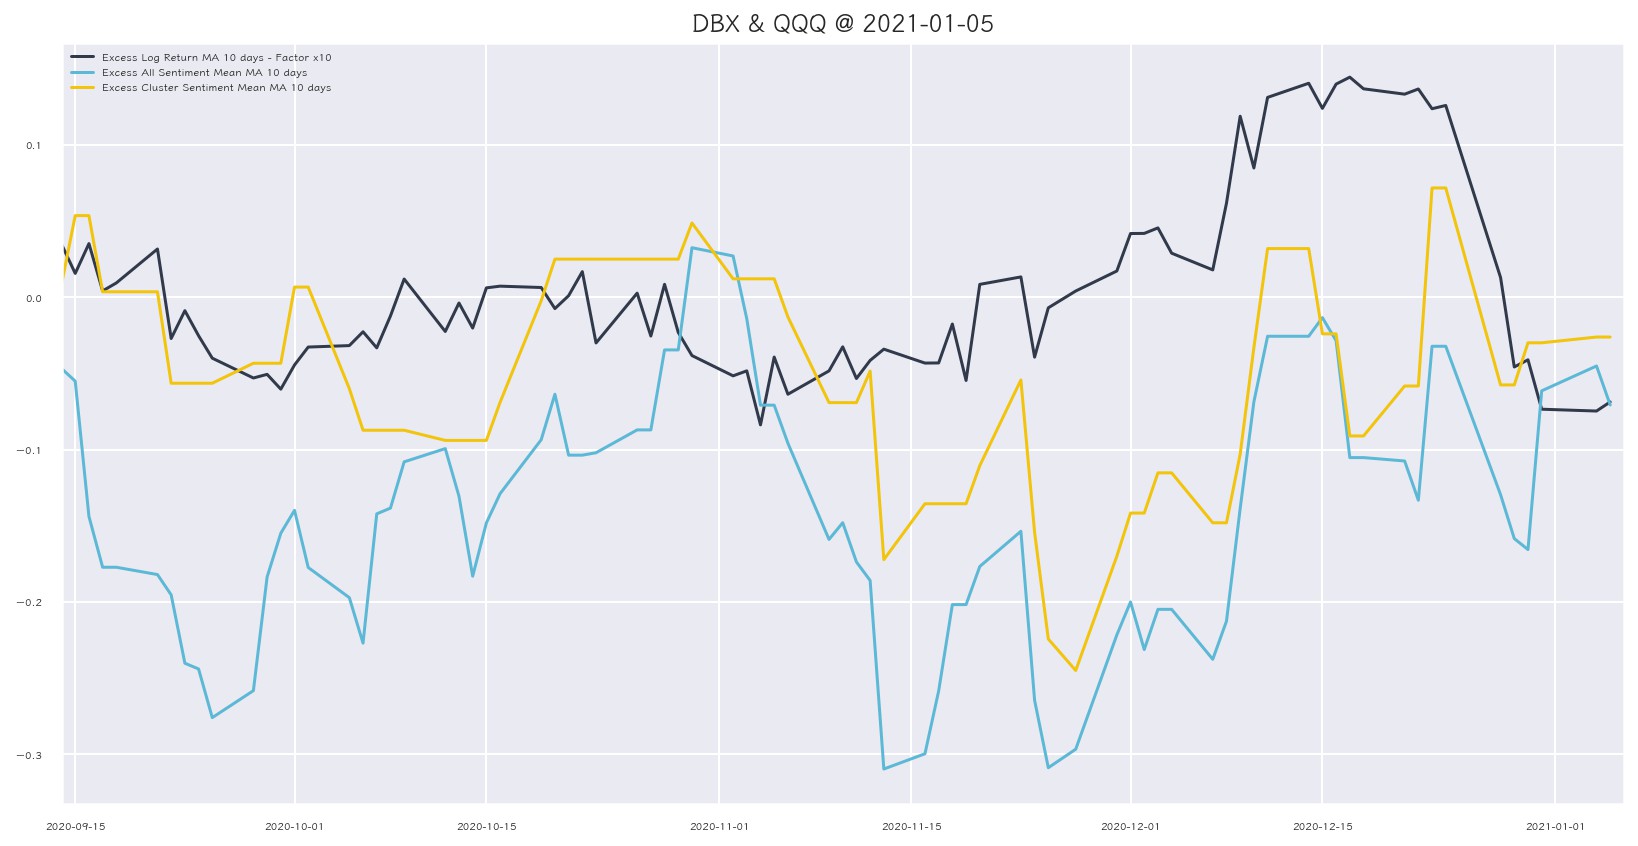 DBX & QQQ @ 2021-01-05
Excess Log Return MA 10 days - Factor x10
Excess All Sentiment Mean MA 10 days
Excess Cluster Sentiment Mean MA 10 days
0.1
0.0
−0.1
−0.2
−0.3
2020-09-15 2020-10-01 2020-10-15 2020-11-01 2020-11-15 2020-12-01 2020-12-15 2021-01-01